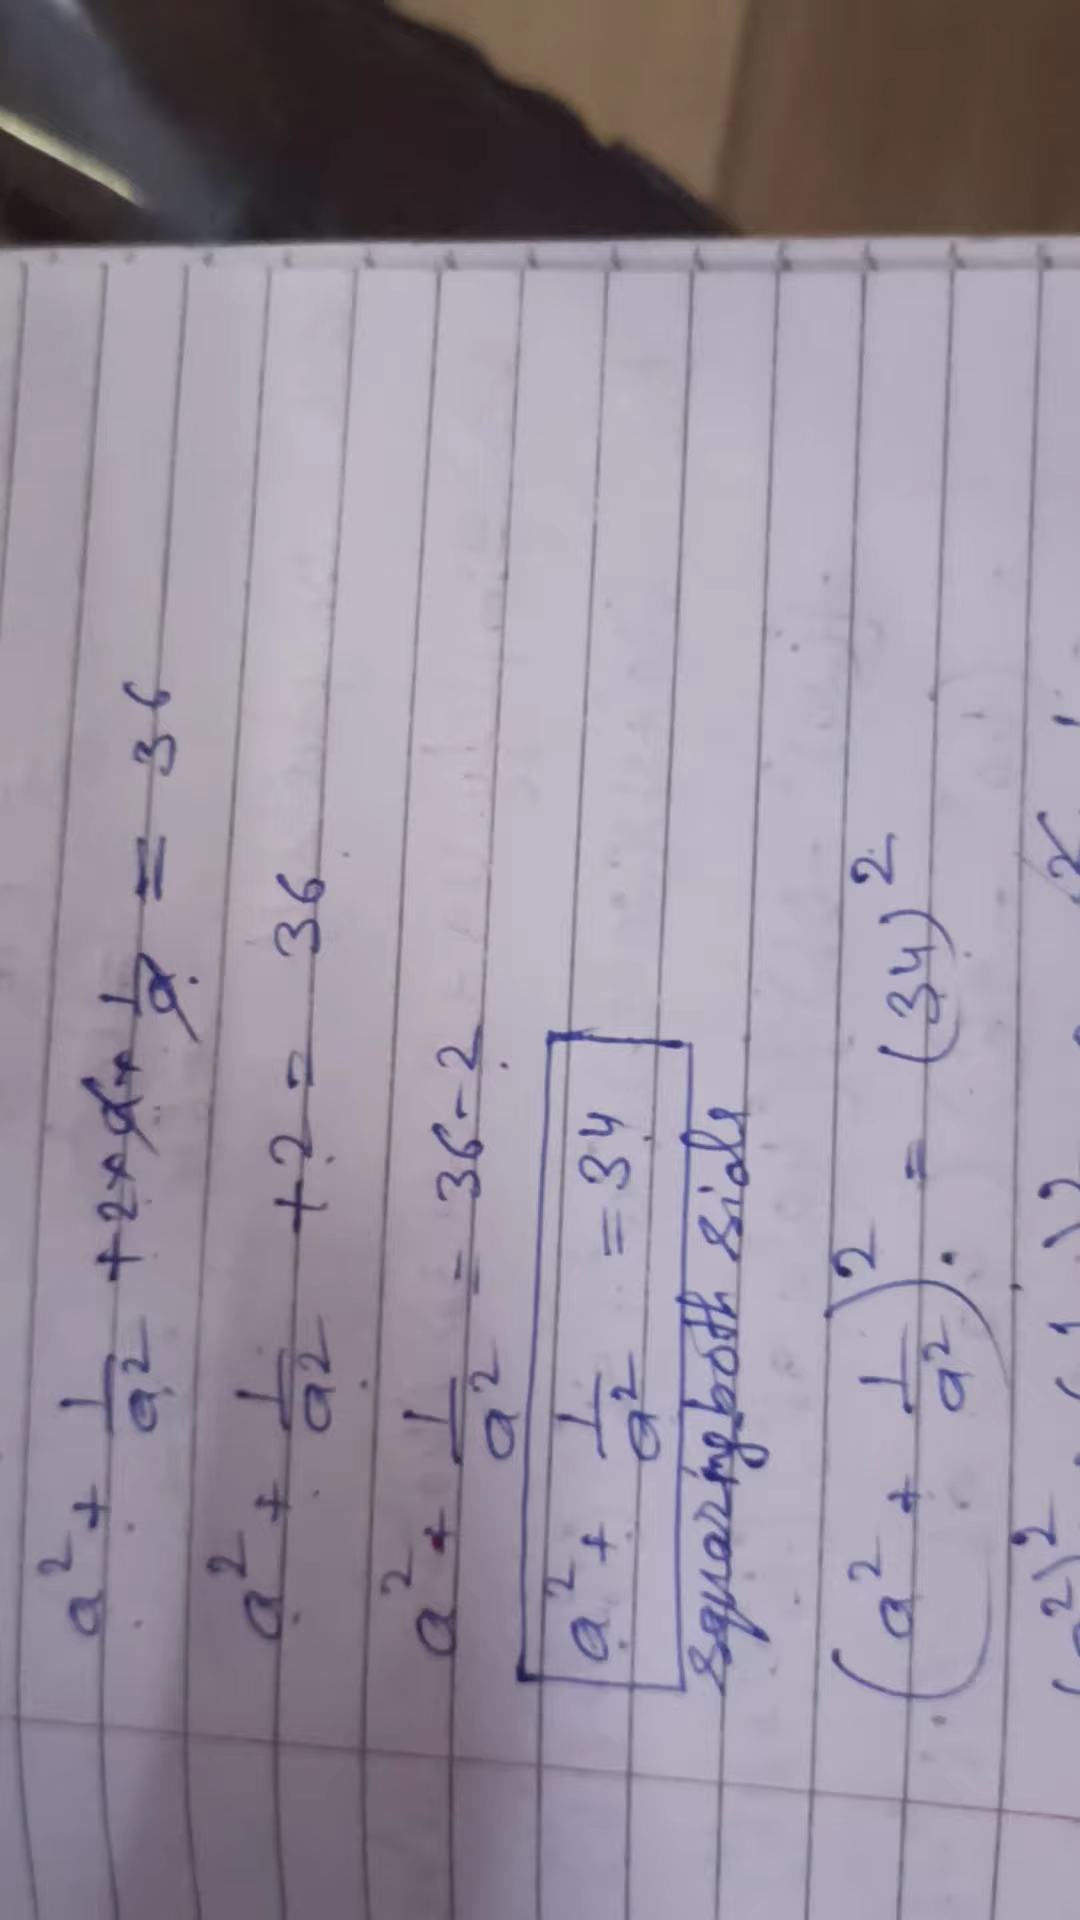 a² + 1/a² + 2 × a × 1/a = 36
a² + 1/a² + 2 = 36
a² + 1/a² = 36 - 2
a² + 1/a² = 34
squaring both sids
(a² + 1/a²)² = (34)²